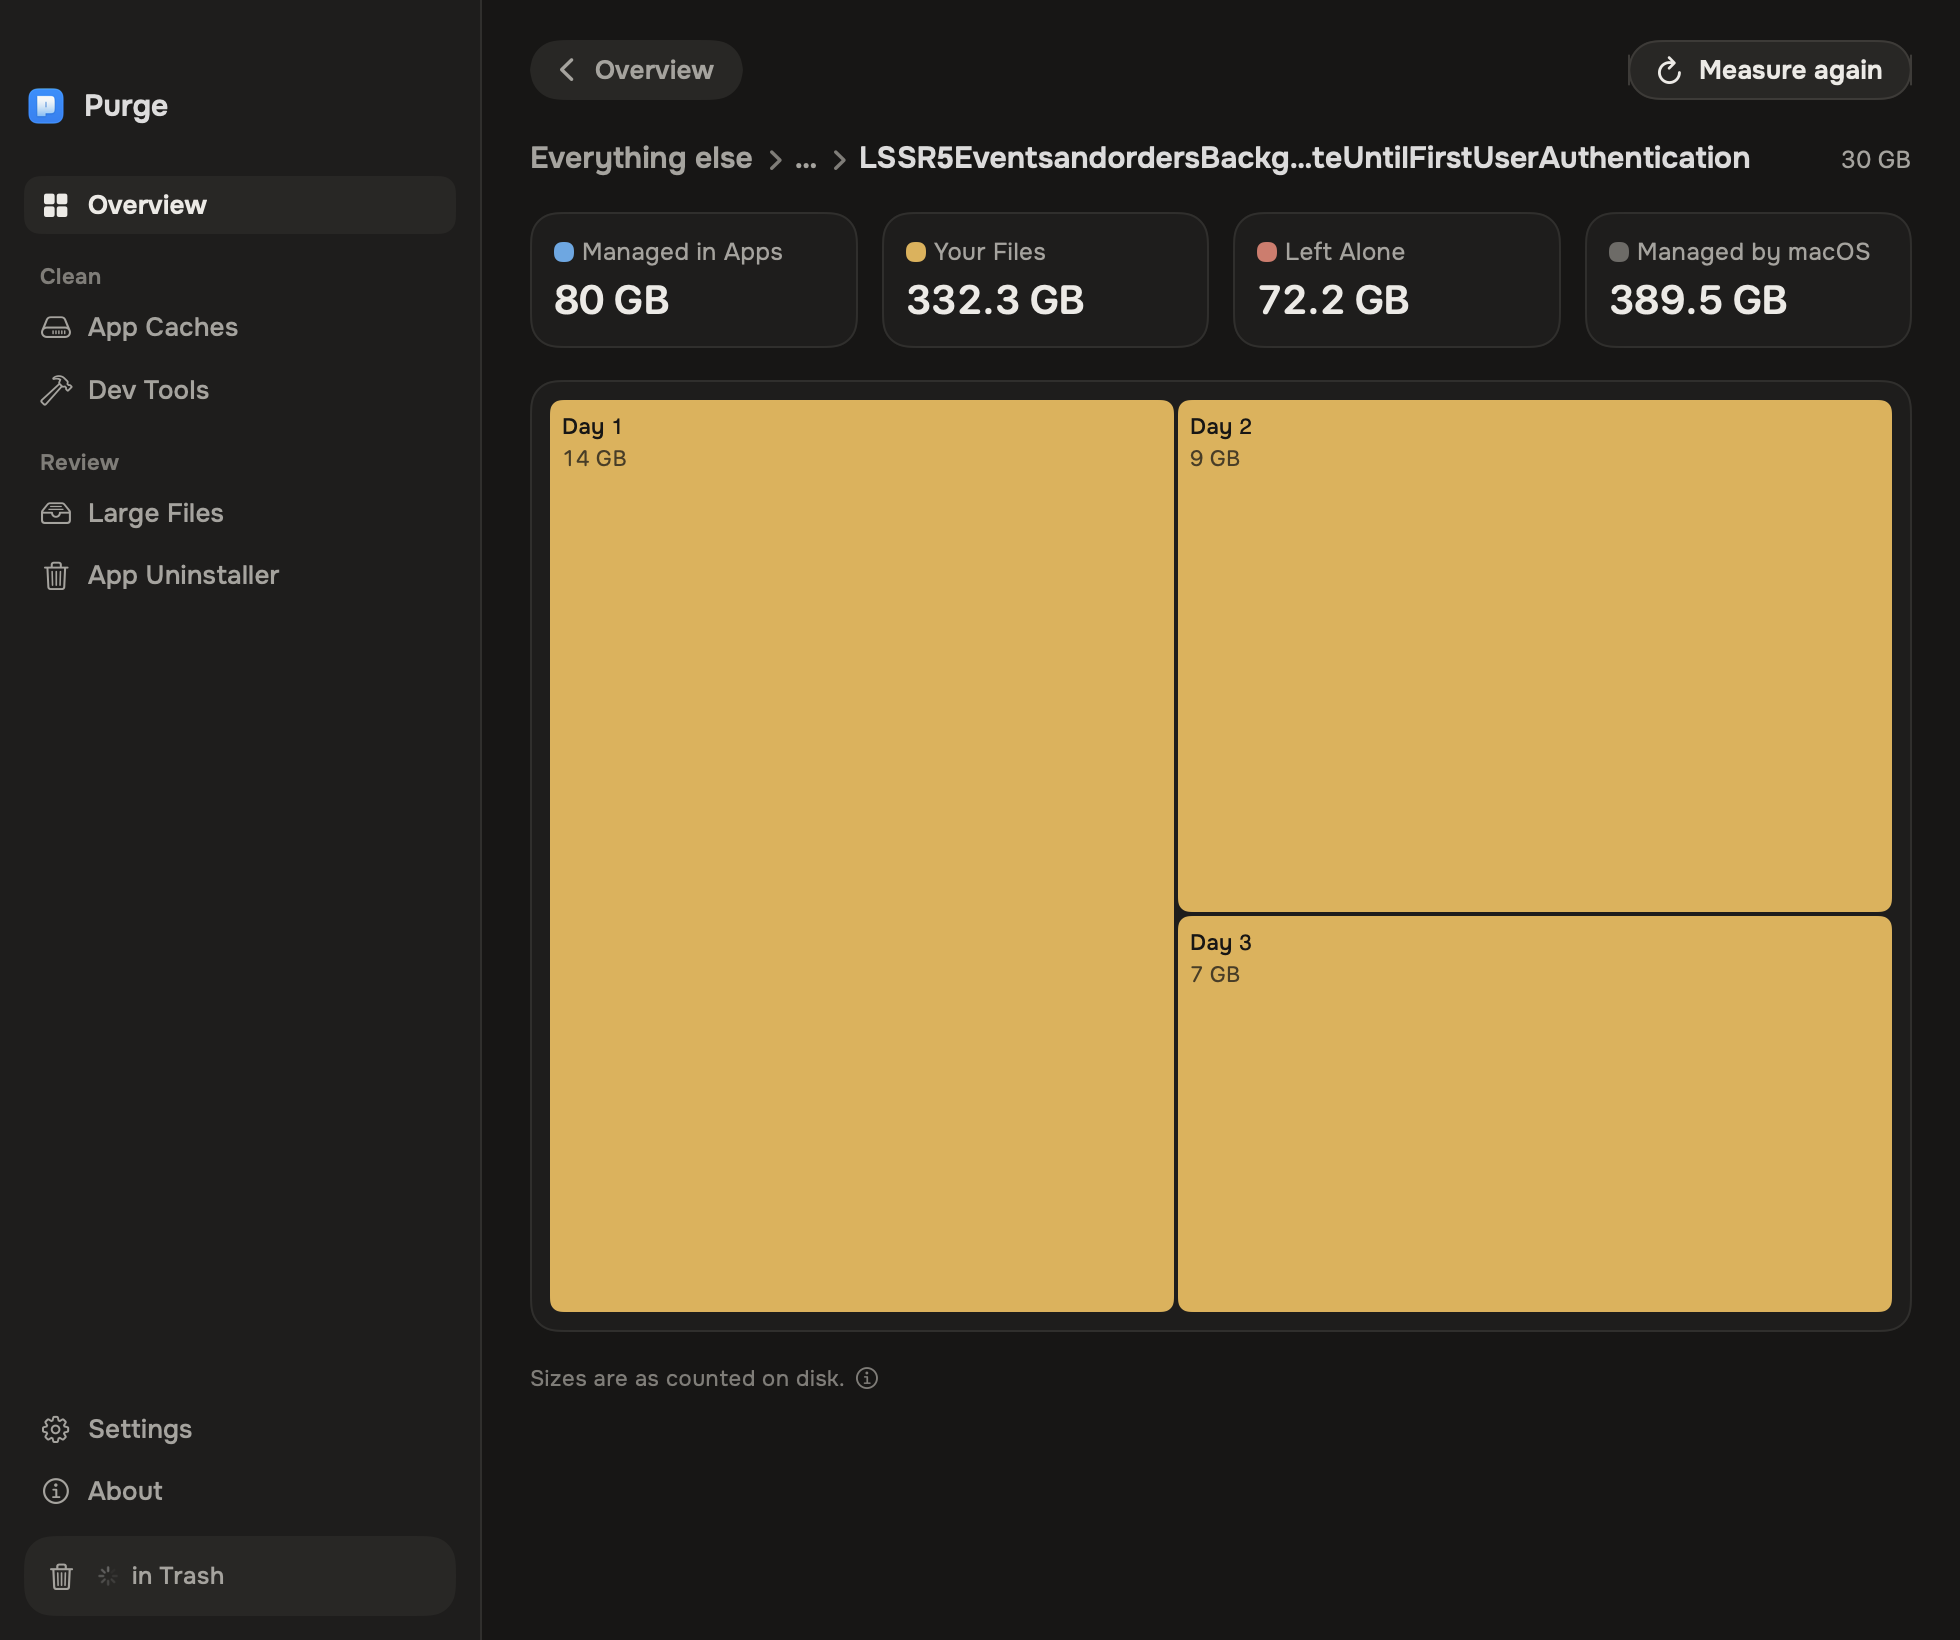 Purge
Overview
Clean
App Caches
Dev Tools
Review
Large Files
App Uninstaller
Settings
About
in Trash
Overview
Measure again
Everything else > ... > LSSR5EventsandordersBackg...teUntilFirstUserAuthentication 30 GB
Managed in Apps
80 GB
Your Files
332.3 GB
Left Alone
72.2 GB
Managed by macOS
389.5 GB
Day 1
14 GB
Day 2
9 GB
Day 3
7 GB
Sizes are as counted on disk.